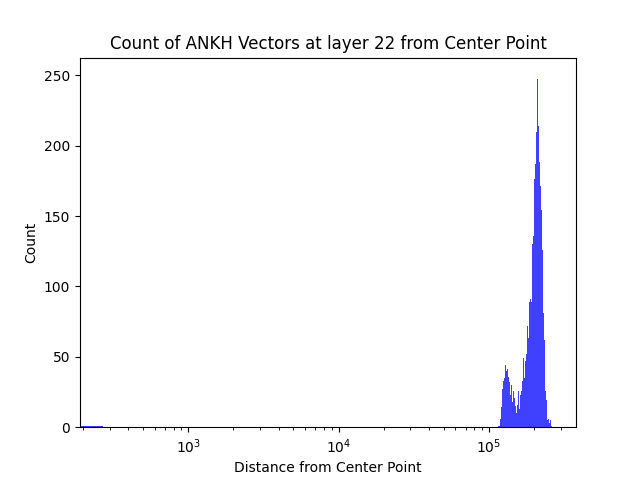 Count of ANKH Vectors at layer 22 from Center Point
250
200
150
100
50
0
Count
10³ 10⁴ 10⁵
Distance from Center Point